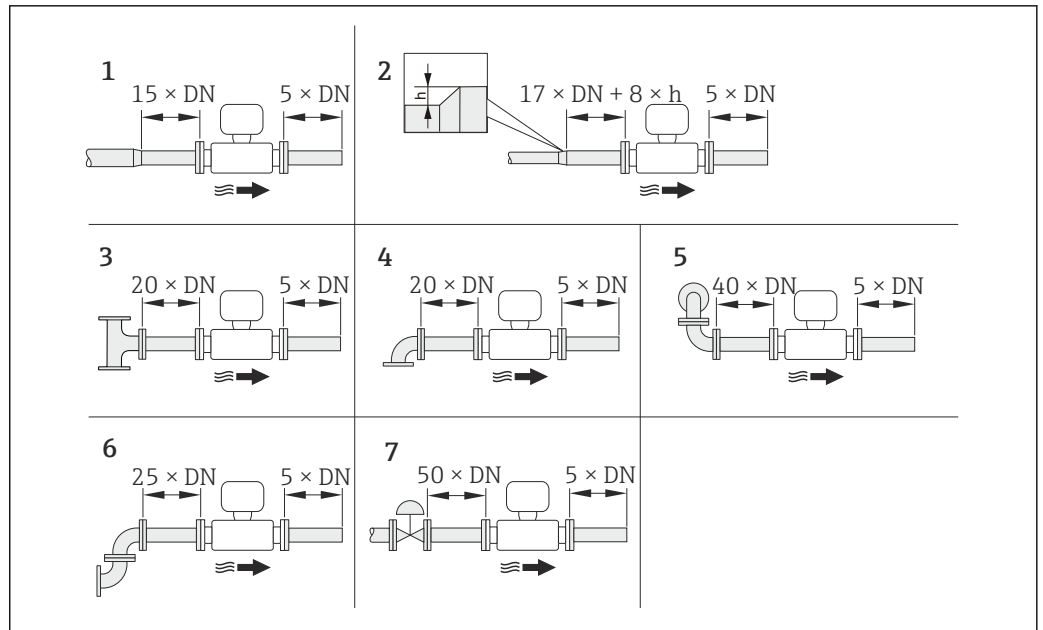 1
15 × DN 5 × DN
2
h
17 × DN + 8 × h 5 × DN
3
20 × DN 5 × DN
4
20 × DN 5 × DN
5
40 × DN 5 × DN
6
25 × DN 5 × DN
7
50 × DN 5 × DN